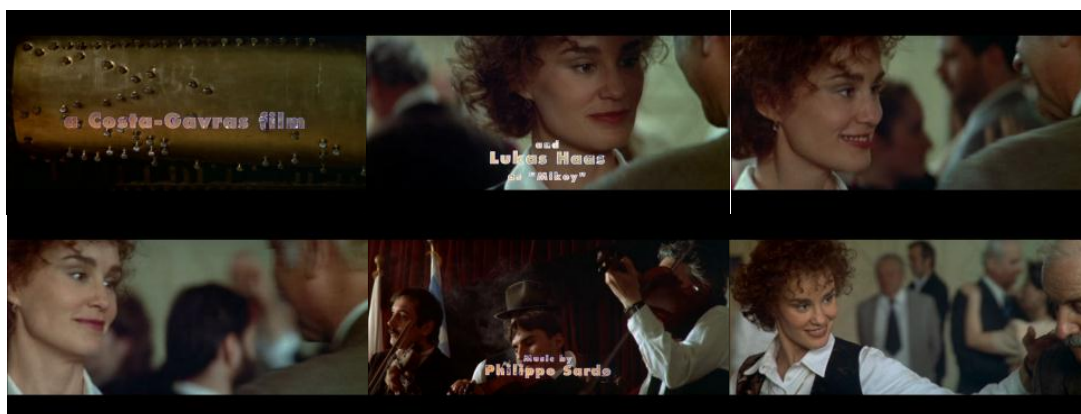 a Costa-Gavras film
and
Lukas Haas
as "Mikey"
Music by
Philippe Sarde